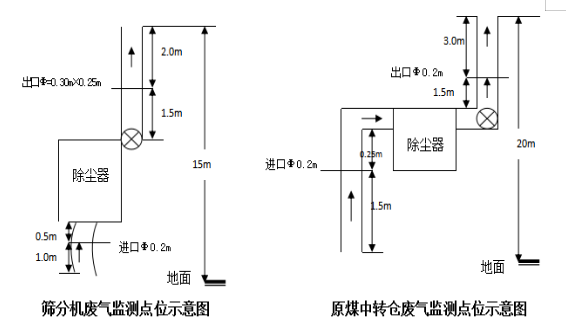 2.0m
出口Φ=0.30m×0.25m
1.5m
15m
除尘器
0.5m
进口Φ0.2m
1.0m
地面
筛分机废气监测点位示意图
3.0m
出口Φ0.2m
1.5m
除尘器
20m
0.25m
进口Φ0.2m
1.5m
地面
原煤中转仓废气监测点位示意图